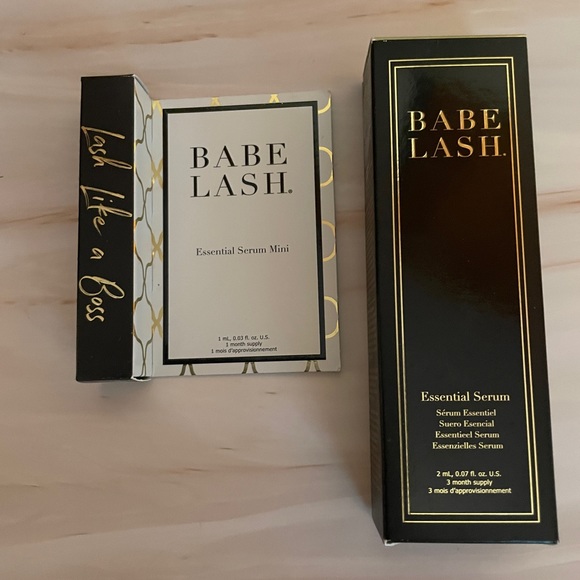 Lash Like a Boss
BABE
LASH®
Essential Serum Mini
1 mL, 0.03 fl. oz. U.S.
1 month supply
1 mois d'approvisionnement
BABE
LASH®
Essential Serum
Sérum Essentiel
Suero Esencial
Essentieel Serum
Essenzielles Serum
2 mL, 0.07 fl. oz. U.S.
3 month supply
3 mois d'approvisionnement